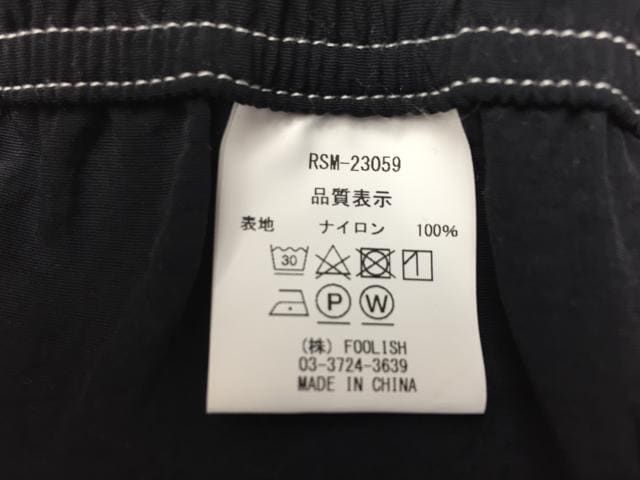 RSM-23059
品質表示
表地 ナイロン 100%
30
P W
(株) FOOLISH
03-3724-3639
MADE IN CHINA